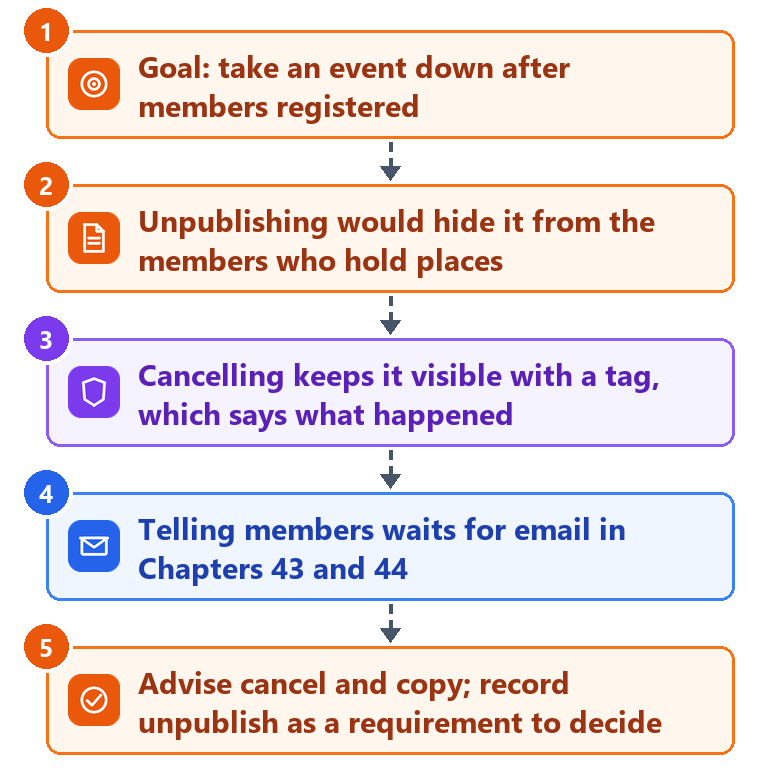 1
Goal: take an event down after
members registered
2
Unpublishing would hide it from the
members who hold places
3
Cancelling keeps it visible with a tag,
which says what happened
4
Telling members waits for email in
Chapters 43 and 44
5
Advise cancel and copy; record
unpublish as a requirement to decide